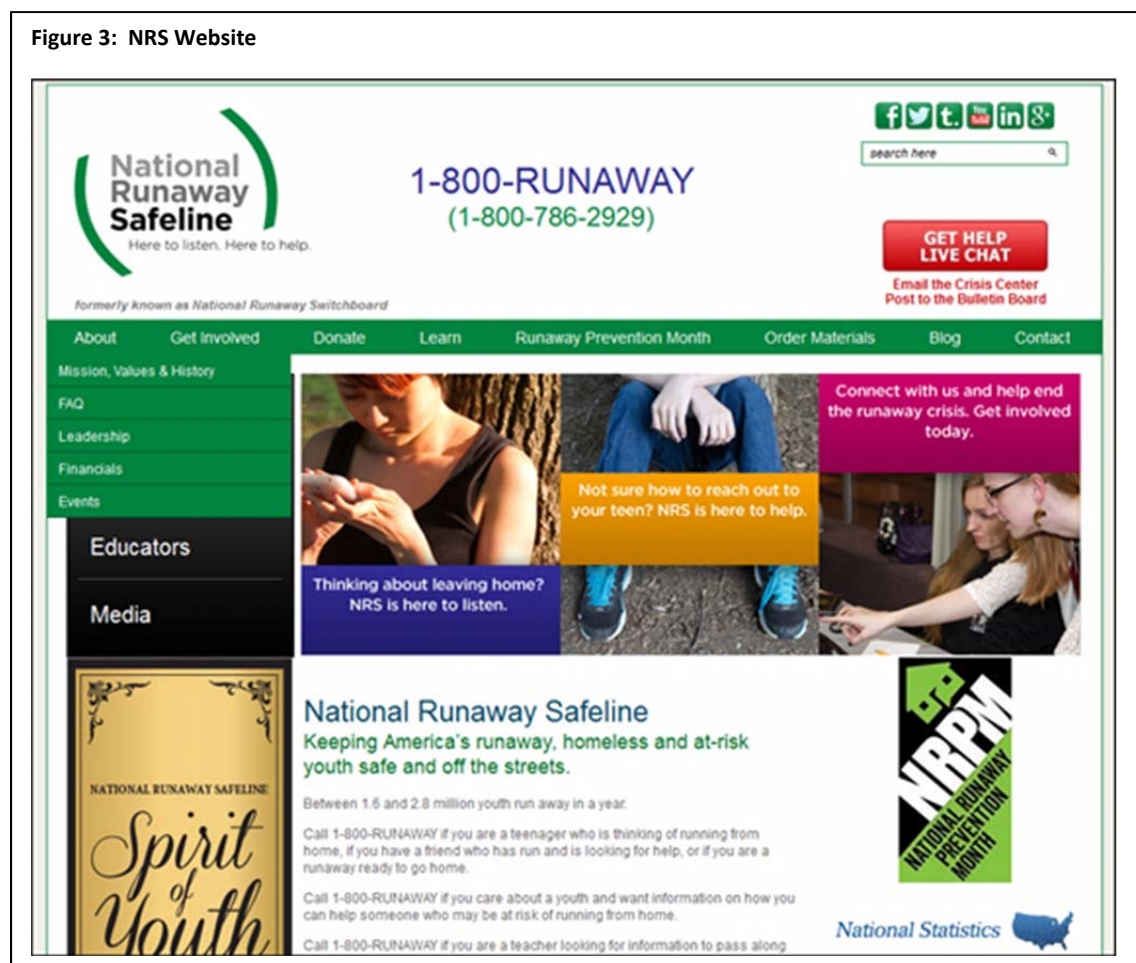 Figure 3: NRS Website
National
Runaway
Safeline
Here to listen. Here to help.
formerly known as National Runaway Switchboard
1-800-RUNAWAY
(1-800-786-2929)
f t. You Tube in g+
search here
GET HELP
LIVE CHAT
Email the Crisis Center
Post to the Bulletin Board
About Get Involved Donate Learn Runaway Prevention Month Order Materials Blog Contact
Mission, Values & History
FAQ
Leadership
Financials
Events
Educators
Media
Thinking about leaving home?
NRS is here to listen.
Not sure how to reach out to
your teen? NRS is here to help.
Connect with us and help end
the runaway crisis. Get involved
today.
NATIONAL RUNAWAY SAFELINE
Spirit
of
Youth
National Runaway Safeline
Keeping America's runaway, homeless and at-risk
youth safe and off the streets.
Between 1.6 and 2.8 million youth run away in a year.
Call 1-800-RUNAWAY if you are a teenager who is thinking of running from
home, if you have a friend who has run and is looking for help, or if you are a
runaway ready to go home.
Call 1-800-RUNAWAY if you care about a youth and want information on how you
can help someone who may be at risk of running from home.
Call 1-800-RUNAWAY if you are a teacher looking for information to pass along
NRPM
NATIONAL RUNAWAY
PREVENTION
MONTH
National Statistics